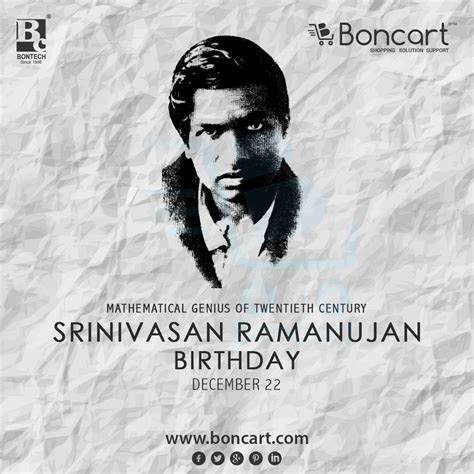 BONTECH
Since 1996
Boncart
SHOPPING SOLUTION SUPPORT
MATHEMATICAL GENIUS OF TWENTIETH CENTURY
SRINIVASAN RAMANUJAN
BIRTHDAY
DECEMBER 22
www.boncart.com